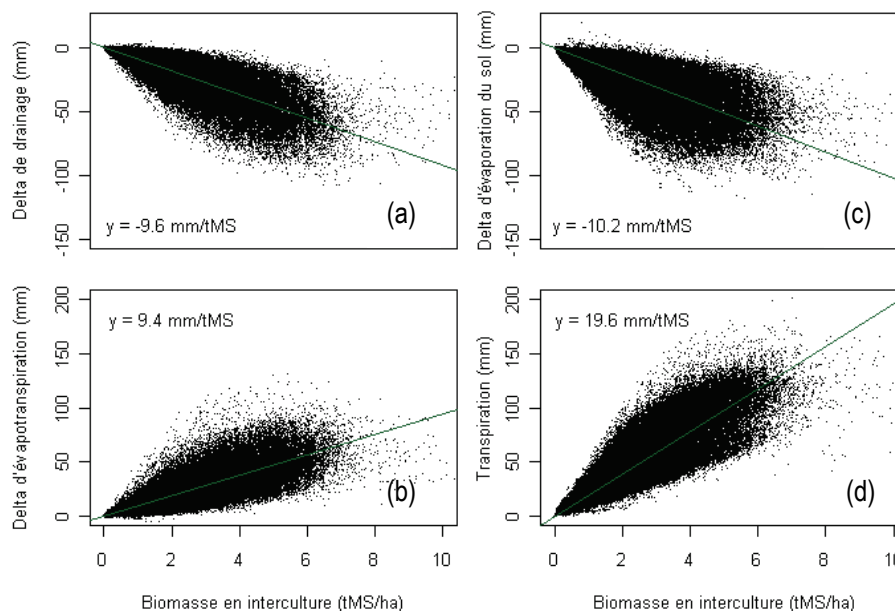 Delta de drainage (mm)
0
-50
-100
-150
y = -9.6 mm/tMS
(a)
Delta d'évaporation du sol (mm)
0
-50
-100
-150
y = -10.2 mm/tMS
(c)
Delta d'évapotranspiration (mm)
200
150
100
50
0
y = 9.4 mm/tMS
(b)
0 2 4 6 8 10
Biomasse en interculture (tMS/ha)
Transpiration (mm)
200
150
100
50
0
y = 19.6 mm/tMS
(d)
0 2 4 6 8 10
Biomasse en interculture (tMS/ha)